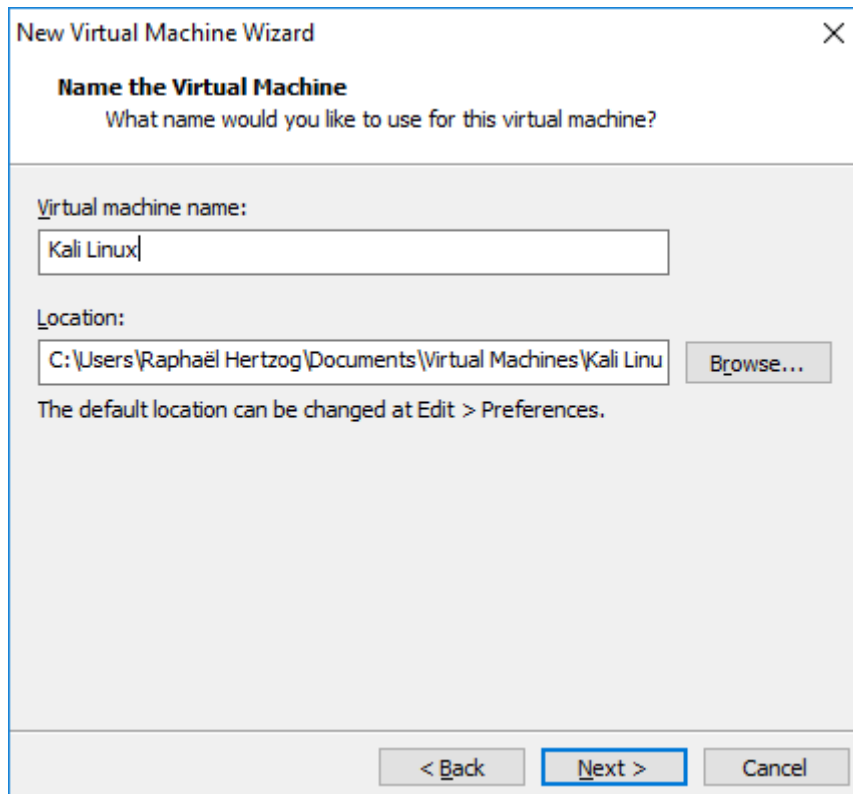 New Virtual Machine Wizard
Name the Virtual Machine
What name would you like to use for this virtual machine?
Virtual machine name:
Kali Linux
Location:
C:\Users\Raphaël Hertzog\Documents\Virtual Machines\Kali Linu
Browse...
The default location can be changed at Edit > Preferences.
< Back Next > Cancel